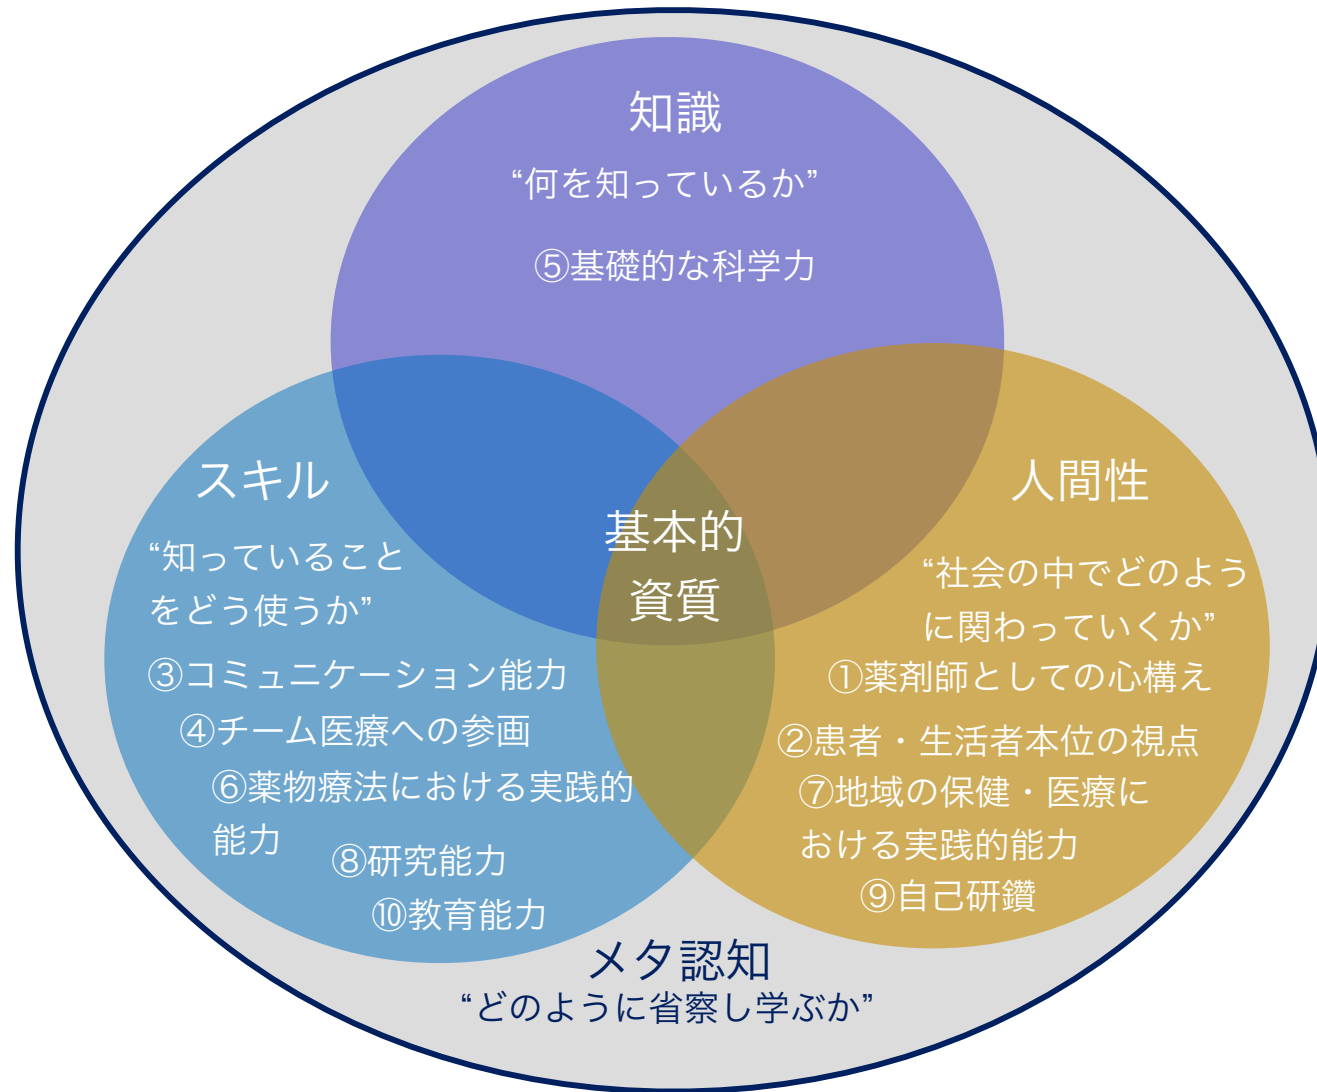 知識
“何を知っているか”
⑤基礎的な科学力
スキル
“知っていること
をどう使うか”
③コミュニケーション能力
④チーム医療への参画
⑥薬物療法における実践的
能力
⑧研究能力
⑩教育能力
基本的
資質
人間性
“社会の中でどのよう
に関わっていくか”
①薬剤師としての心構え
②患者・生活者本位の視点
⑦地域の保健・医療に
おける実践的能力
⑨自己研鑽
メタ認知
“どのように省察し学ぶか”